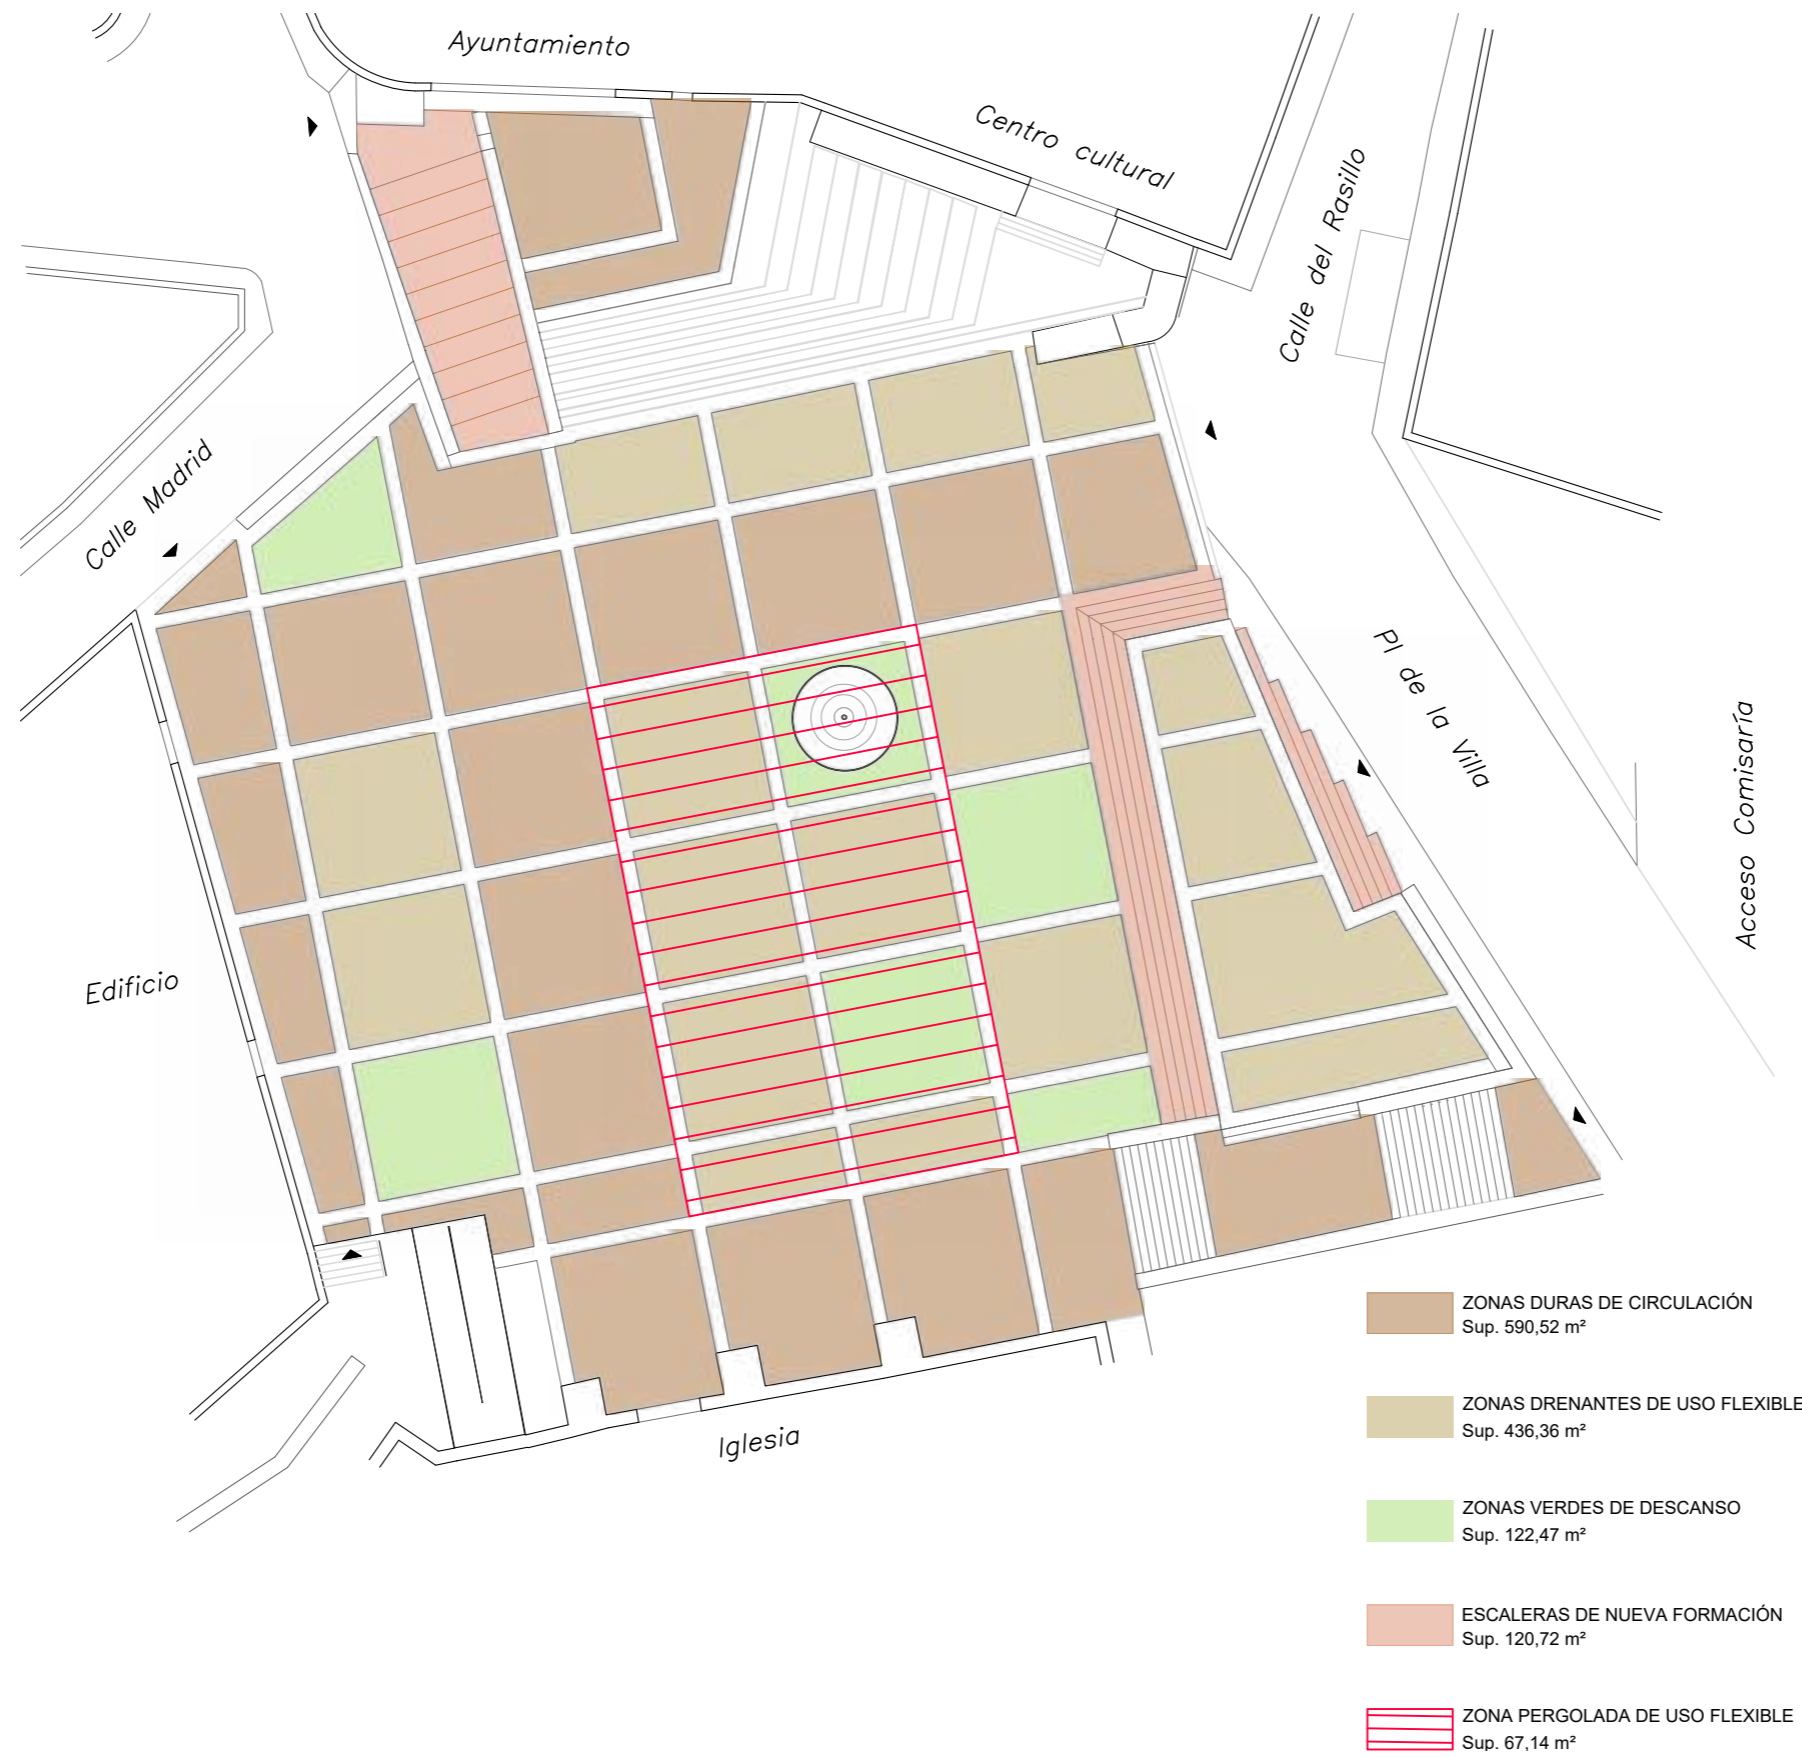 Ayuntamiento
Centro cultural
Calle del Rasillo
Calle Madrid
Pl de la Villa
Acceso Comisaría
Edificio
Iglesia
ZONAS DURAS DE CIRCULACIÓN
Sup. 590,52 m²
ZONAS DRENANTES DE USO FLEXIBLE
Sup. 436,36 m²
ZONAS VERDES DE DESCANSO
Sup. 122,47 m²
ESCALERAS DE NUEVA FORMACIÓN
Sup. 120,72 m²
ZONA PERGOLADA DE USO FLEXIBLE
Sup. 67,14 m²